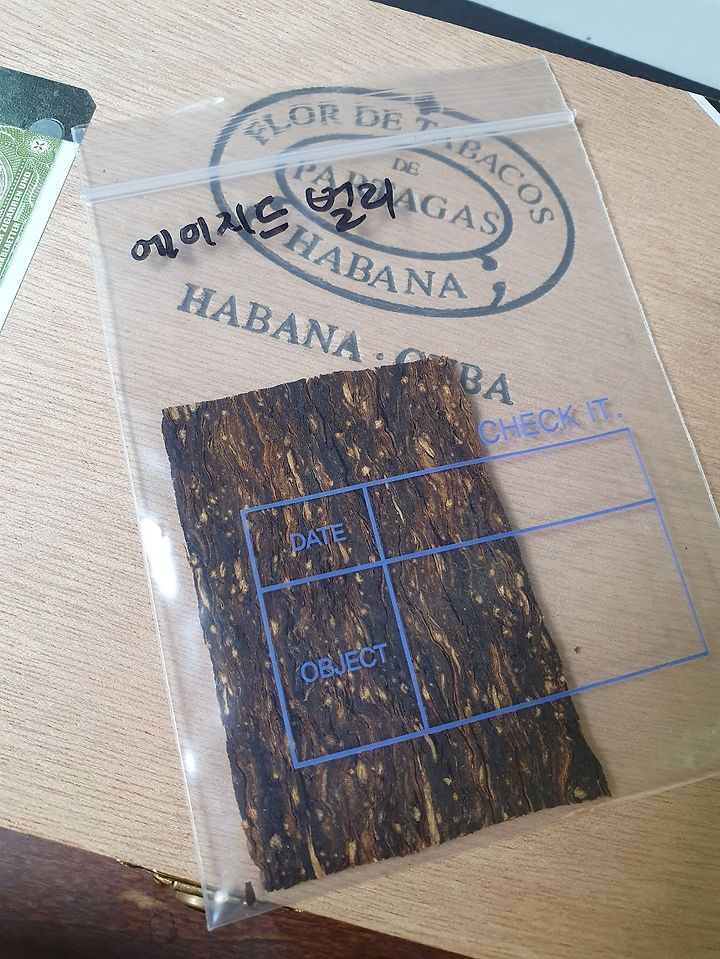 FLOR DE TABACOS
DE
PARTAGAS
HABANA
에이지드 벌리
HABANA · CUBA
CHECK IT.
DATE
OBJECT